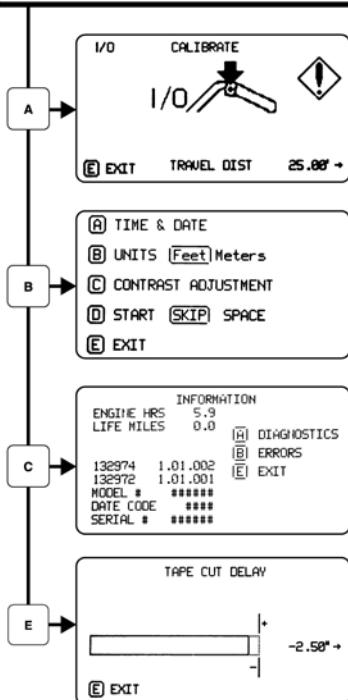 A
I/O CALIBRATE
I/O
E EXIT TRAVEL DIST 25.00' →
B
A TIME & DATE
B UNITS Feet Meters
C CONTRAST ADJUSTMENT
D START SKIP SPACE
E EXIT
C
INFORMATION
ENGINE HRS 5.9
LIFE MILES 0.0
A DIAGNOSTICS
B ERRORS
E EXIT
132974 1.01.002
132972 1.01.001
MODEL # ######
DATE CODE ####
SERIAL # ######
E
TAPE CUT DELAY
+
-2.50" →
-
E EXIT